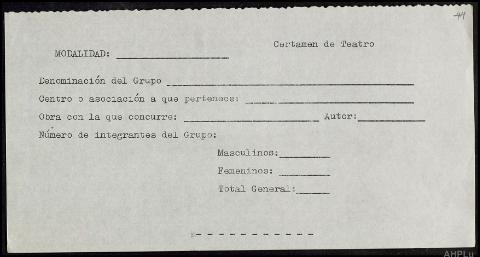 44
Certamen de Teatro
MODALIDAD:
Denominación del Grupo
Centro o asociación a que pertenece:
Obra con la que concurre: Autor:
Número de integrantes del Grupo:
Masculinos:
Femeninos:
Total General:
AHPLu